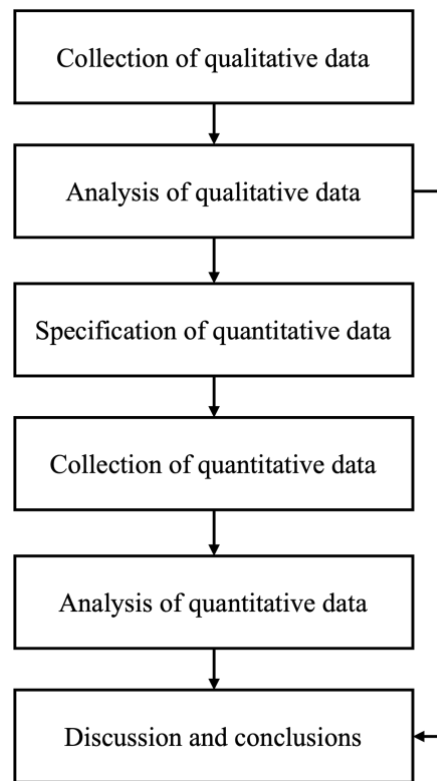 Collection of qualitative data
Analysis of qualitative data
Specification of quantitative data
Collection of quantitative data
Analysis of quantitative data
Discussion and conclusions